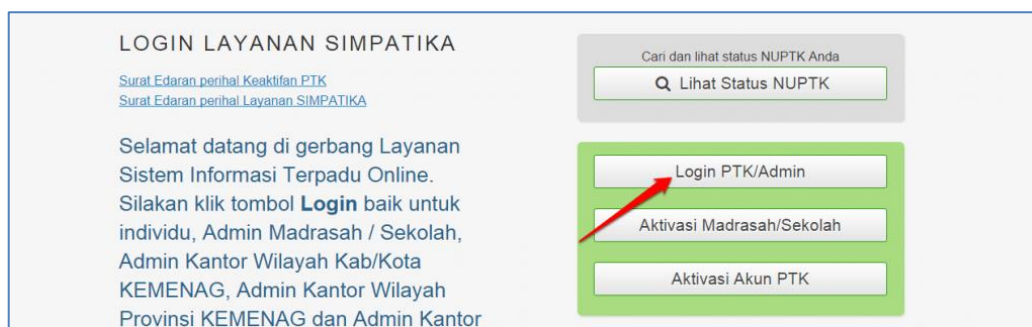 LOGIN LAYANAN SIMPATIKA
Surat Edaran perihal Keaktifan PTK
Surat Edaran perihal Layanan SIMPATIKA
Selamat datang di gerbang Layanan
Sistem Informasi Terpadu Online.
Silakan klik tombol Login baik untuk
individu, Admin Madrasah / Sekolah,
Admin Kantor Wilayah Kab/Kota
KEMENAG, Admin Kantor Wilayah
Provinsi KEMENAG dan Admin Kantor
Cari dan lihat status NUPTK Anda
Lihat Status NUPTK
Login PTK/Admin
Aktivasi Madrasah/Sekolah
Aktivasi Akun PTK